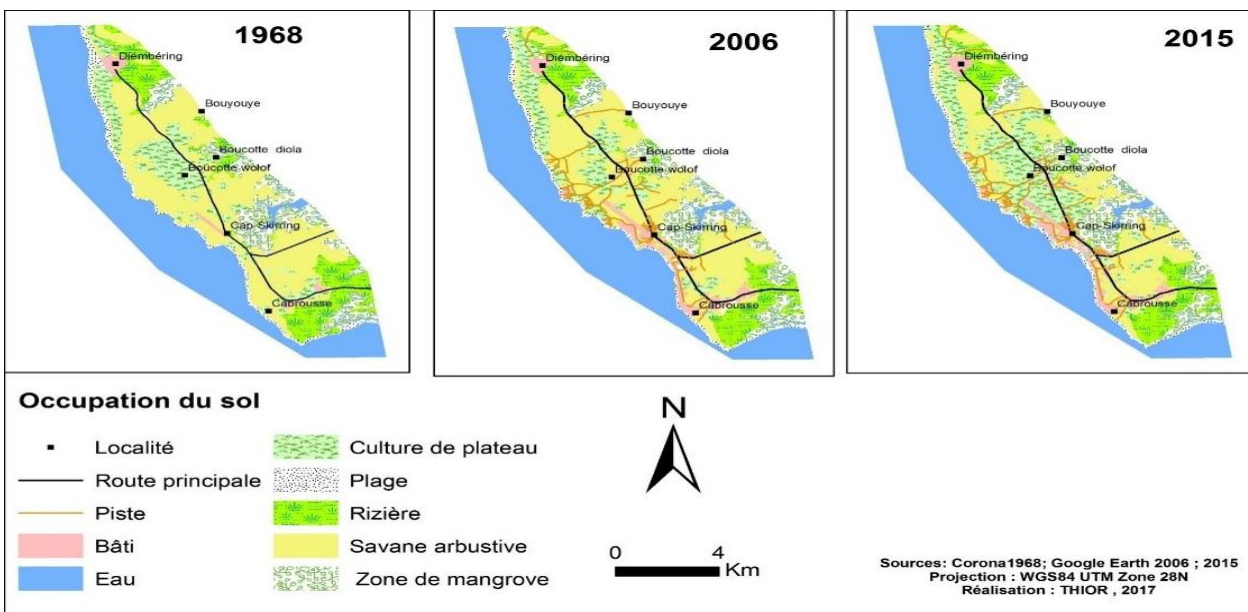 1968
Diémbéring
Bouyouye
Boucotte diola
Boucotte wolof
Cap-Skirring
Cabrousse
2006
Diémbéring
Bouyouye
Boucotte diola
Boucotte wolof
Cap-Skirring
Cabrousse
2015
Diémbéring
Bouyouye
Boucotte diola
Boucotte wolof
Cap-Skirring
Cabrousse
Occupation du sol
Localité
Route principale
Piste
Bâti
Eau
Culture de plateau
Plage
Rizière
Savane arbustive
Zone de mangrove
N
0 4
Km
Sources: Corona1968; Google Earth 2006 ; 2015
Projection : WGS84 UTM Zone 28N
Réalisation : THIOR , 2017